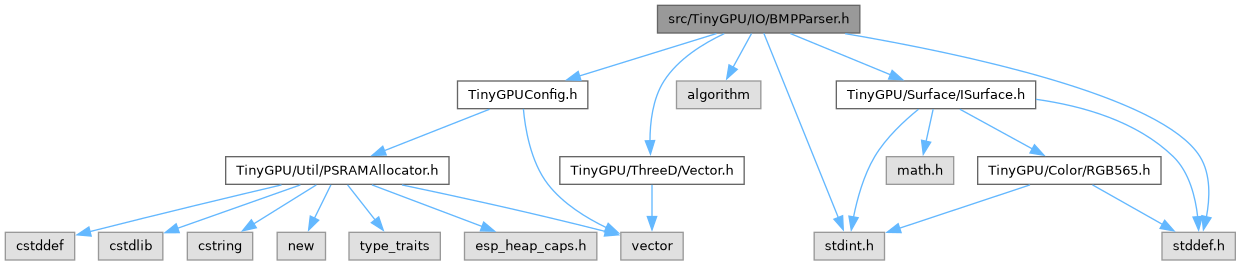 src/TinyGPU/IO/BMPParser.h
TinyGPUConfig.h
algorithm
TinyGPU/Surface/ISurface.h
TinyGPU/Util/PSRAMAllocator.h
TinyGPU/ThreeD/Vector.h
math.h
TinyGPU/Color/RGB565.h
cstddef
cstdlib
cstring
new
type_traits
esp_heap_caps.h
vector
stdint.h
stddef.h